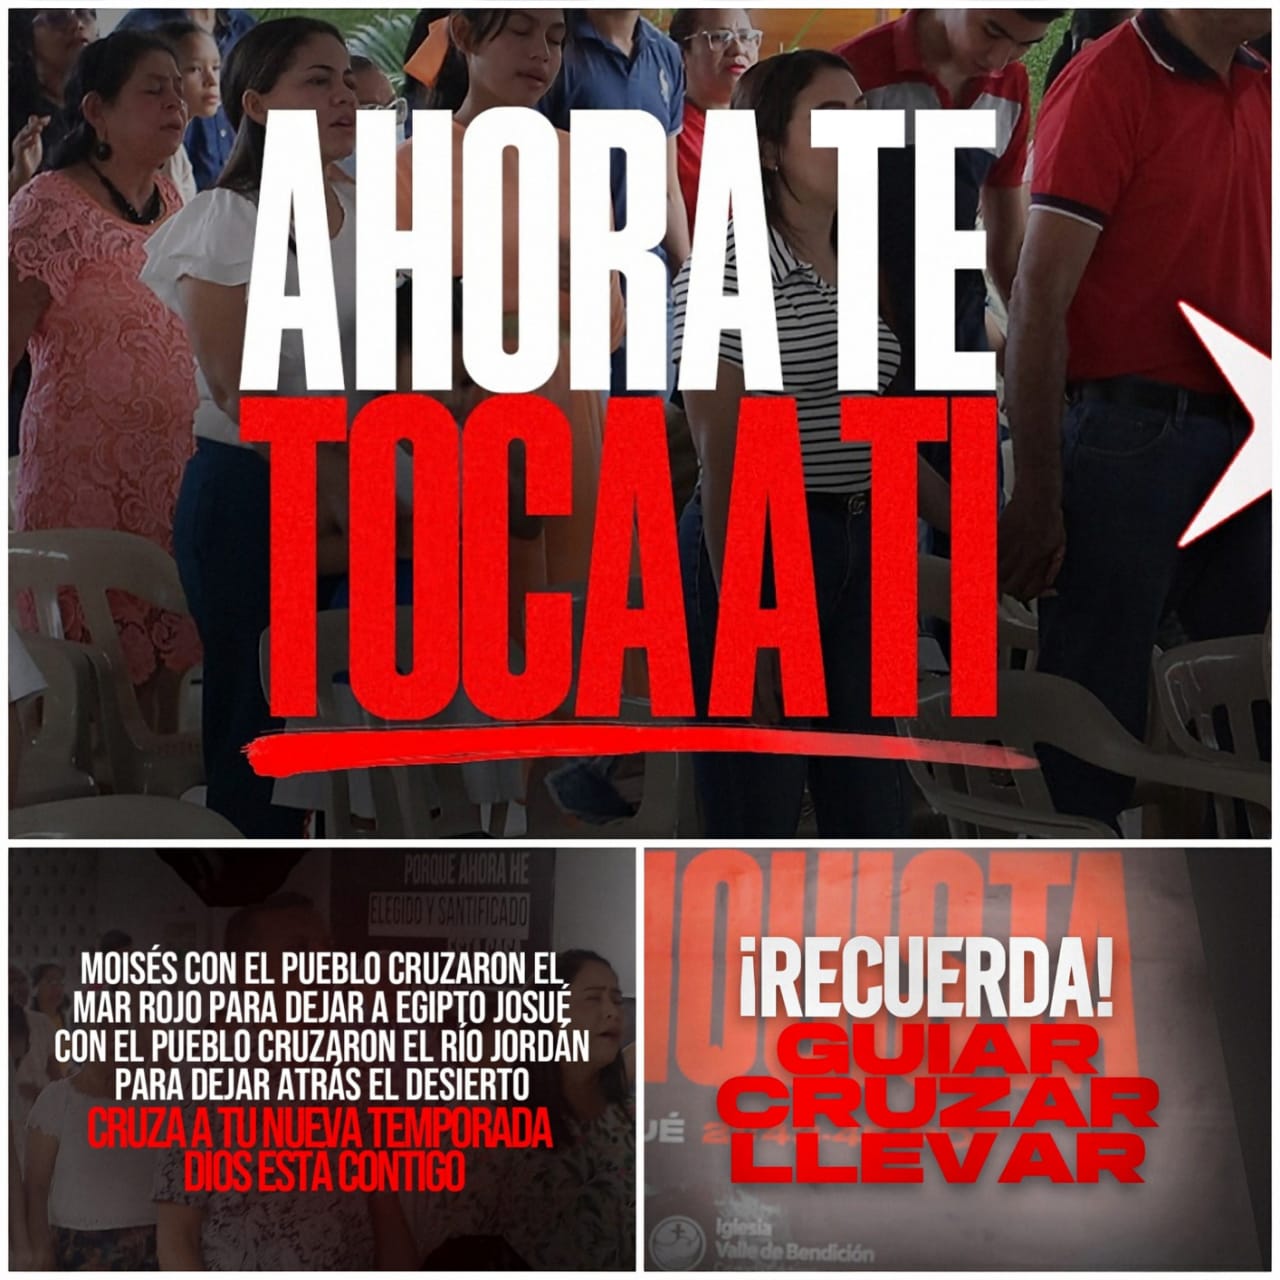 AHORA TE
TOCA A TI
PORQUE AHORA HE
ELEGIDO Y SANTIFICADO
MOISÉS CON EL PUEBLO CRUZARON EL
MAR ROJO PARA DEJAR A EGIPTO JOSUÉ
CON EL PUEBLO CRUZARON EL RÍO JORDÁN
PARA DEJAR ATRÁS EL DESIERTO
CRUZA A TU NUEVA TEMPORADA
DIOS ESTA CONTIGO
¡RECUERDA!
GUIAR
CRUZAR
LLEVAR
Iglesia
Valle de Bendición